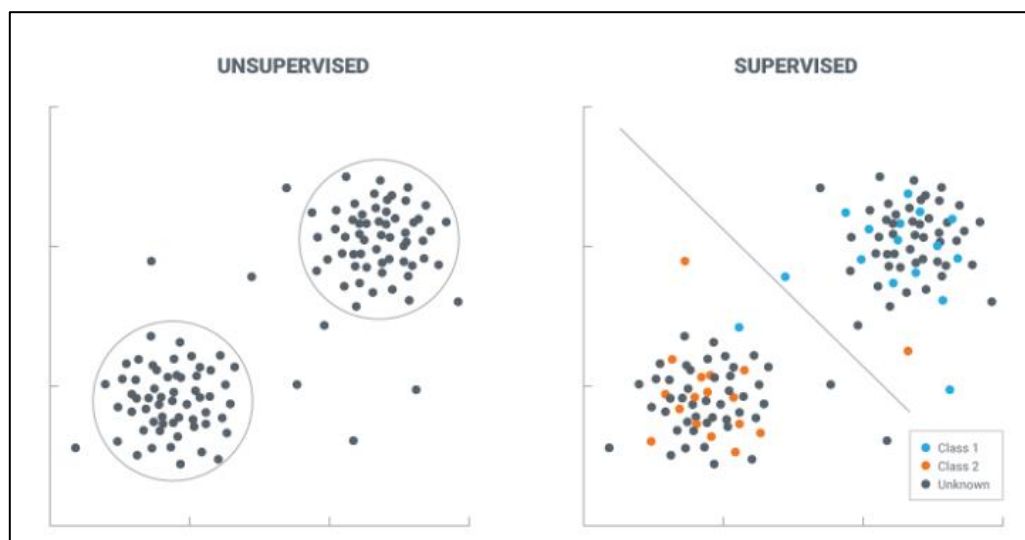 UNSUPERVISED
SUPERVISED
Class 1
Class 2
Unknown